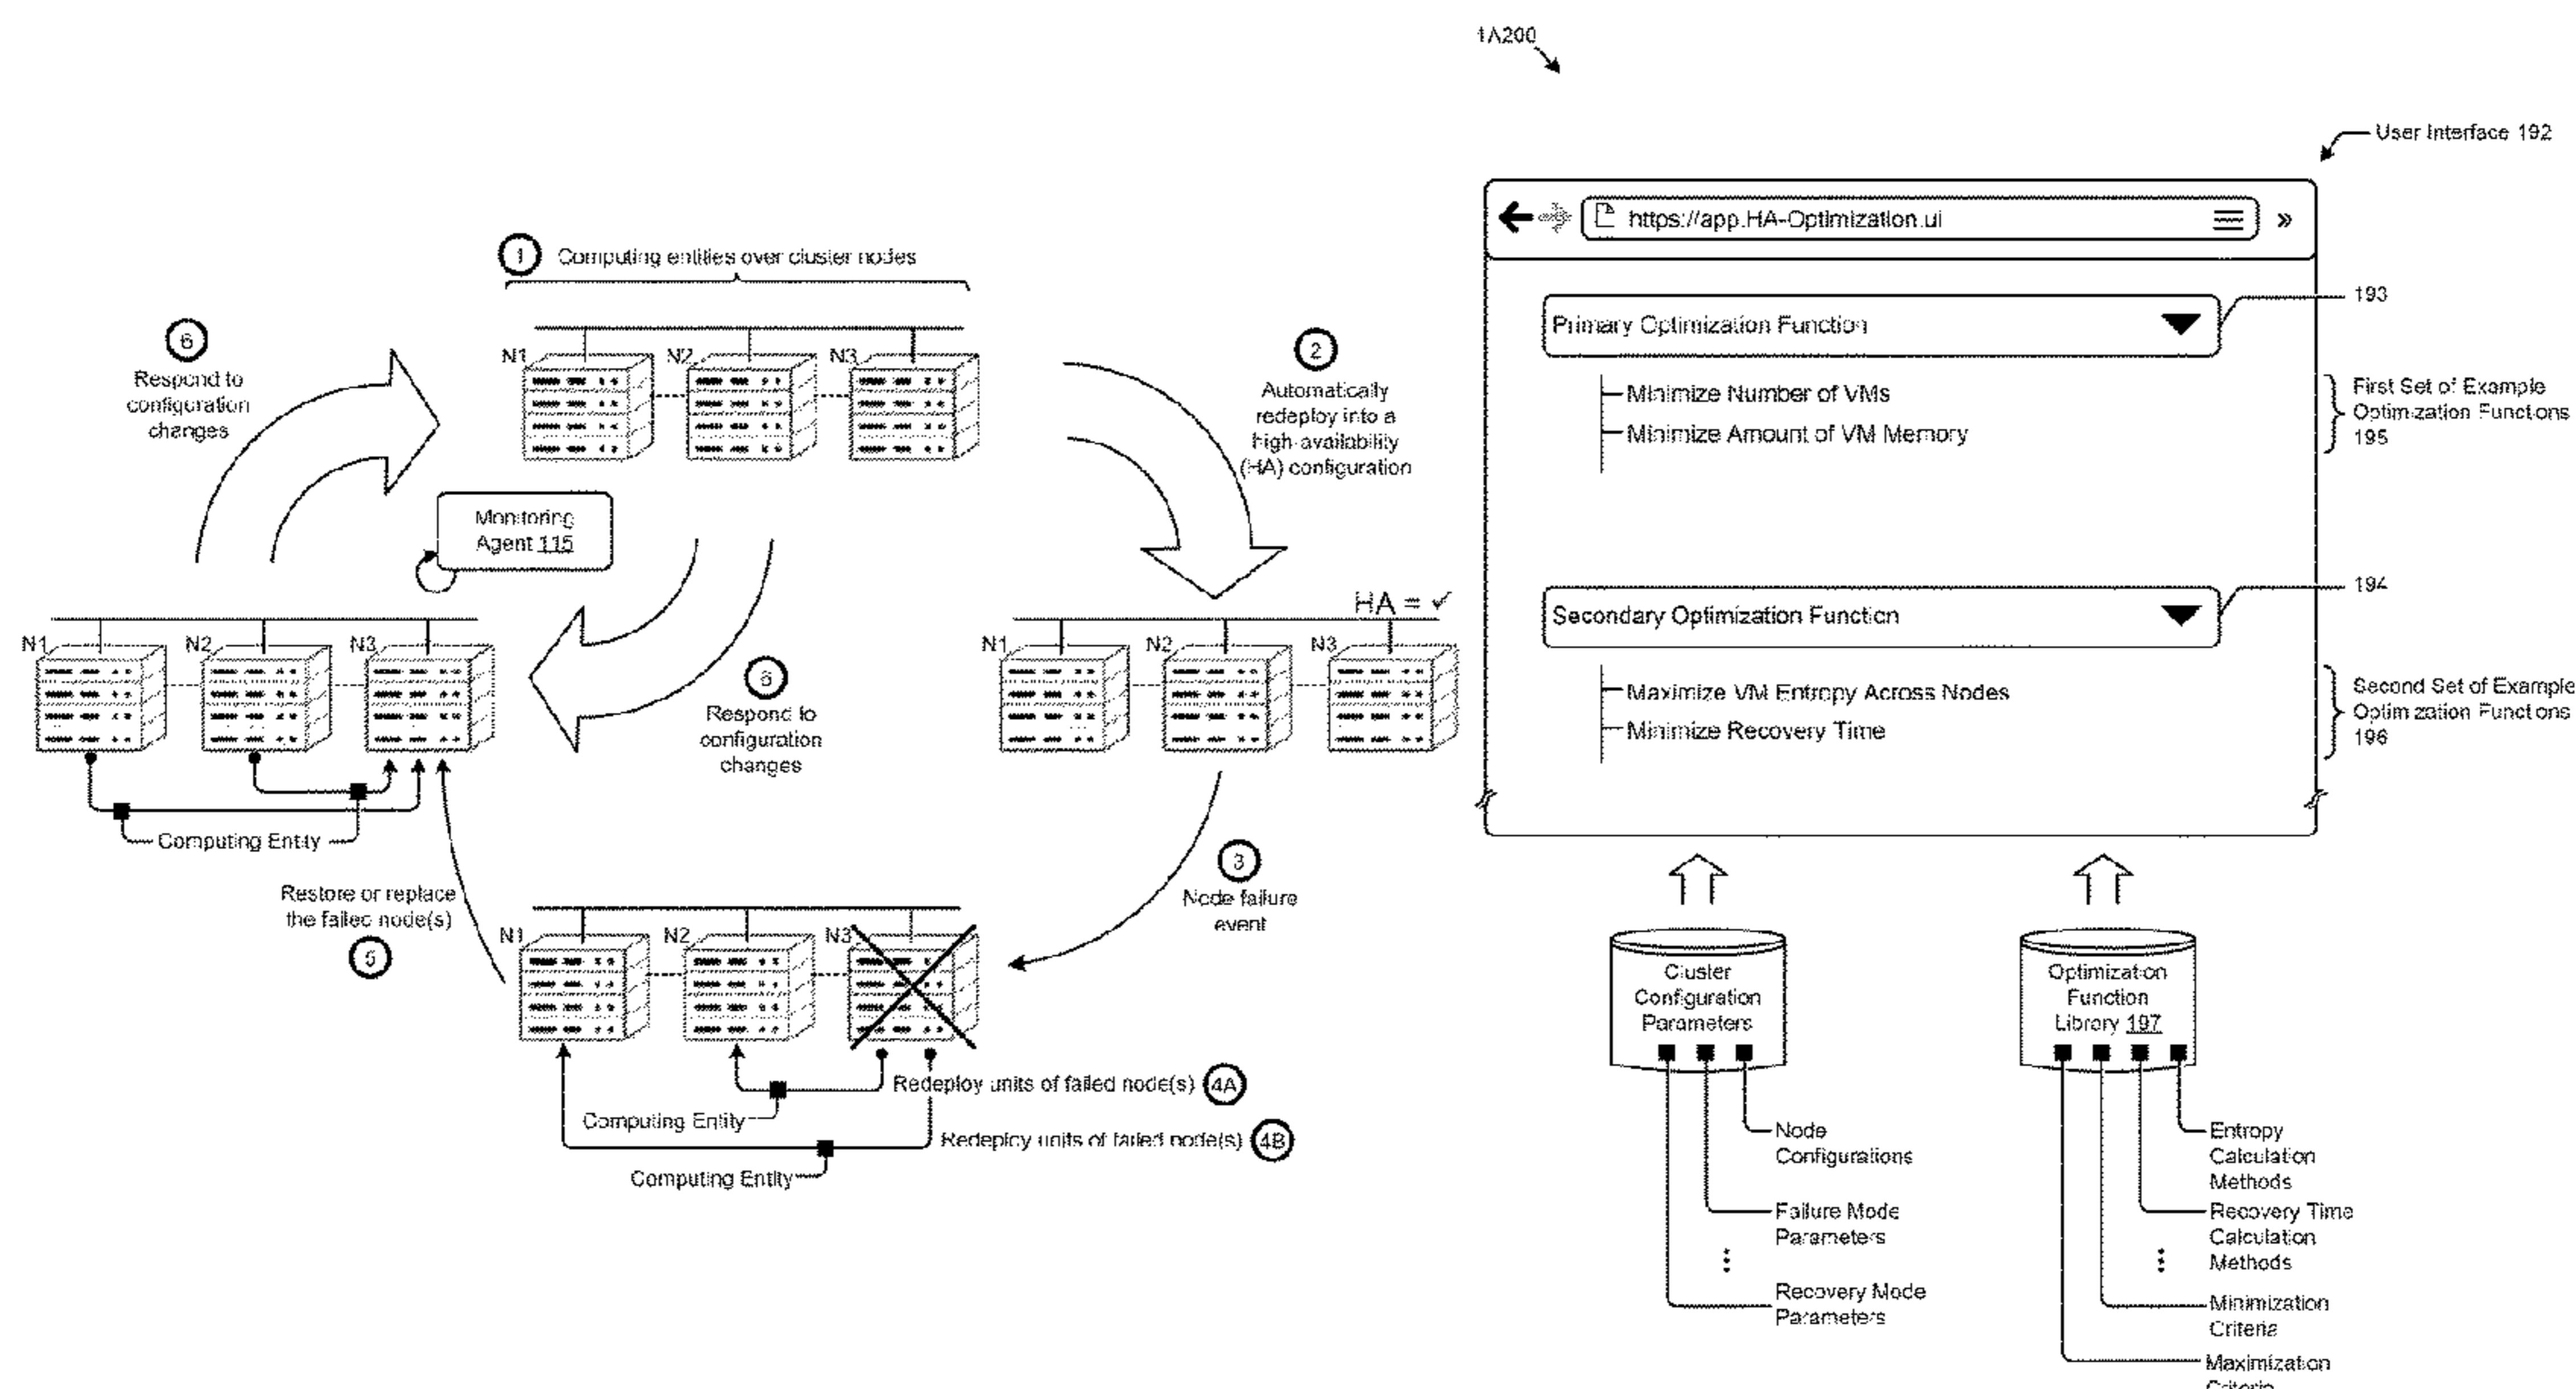 1A200
User Interface 192
https://app.HA-Optimization.ui
»
Primary Optimization Function
193
Minimize Number of VMs
Minimize Amount of VM Memory
First Set of Example
Optimization Functions
195
Secondary Optimization Function
194
Maximize VM Entropy Across Nodes
Minimize Recovery Time
Second Set of Example
Optimization Functions
196
Cluster
Configuration
Parameters
Node
Configurations
Failure Mode
Parameters
Recovery Mode
Parameters
Optimization
Function
Library 197
Entropy
Calculation
Methods
Recovery Time
Calculation
Methods
Minimization
Criteria
Maximization
Criteria
1
Computing entities over cluster nodes
N1
N2
N3
2
Automatically
redeploy into a
high-availability
(HA) configuration
6
Respond to
configuration
changes
Monitoring
Agent 115
HA = ✓
N1
N2
N3
N1
N2
N3
6
Respond to
configuration
changes
Computing Entity
3
Node failure
event
Restore or replace
the failed node(s)
5
N1
N2
N3
Redeploy units of failed node(s) 4A
Computing Entity
Redeploy units of failed node(s) 4B
Computing Entity